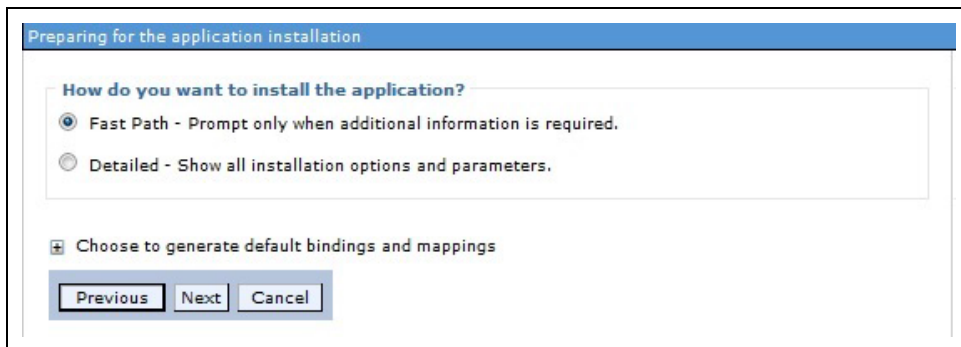 Preparing for the application installation
How do you want to install the application?
Fast Path - Prompt only when additional information is required.
Detailed - Show all installation options and parameters.
Choose to generate default bindings and mappings
Previous Next Cancel